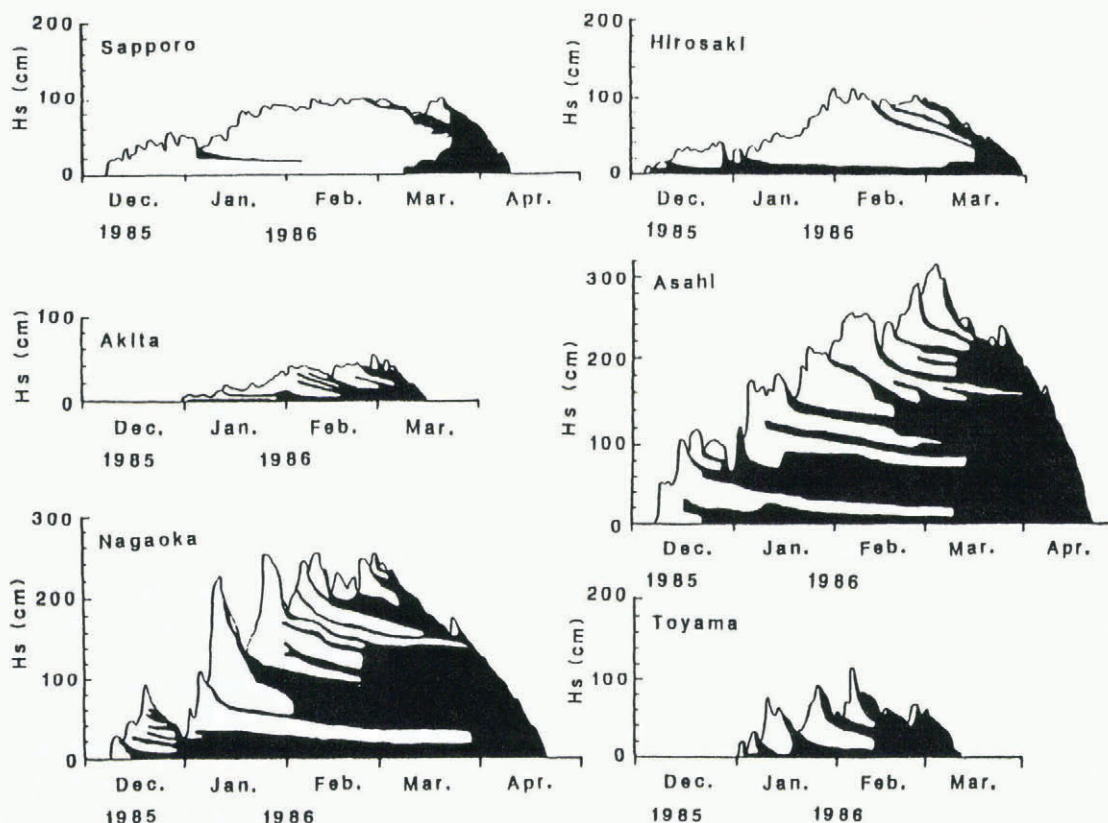 Sapporo
Hs (cm)
200
100
0
Dec. Jan. Feb. Mar. Apr.
1985 1986
Hirosaki
Hs (cm)
200
100
0
Dec. Jan. Feb. Mar.
1985 1986
Akita
Hs (cm)
100
0
Dec. Jan. Feb. Mar.
1985 1986
Asahi
Hs (cm)
300
200
100
0
Dec. Jan. Feb. Mar. Apr.
1985 1986
Nagaoka
Hs (cm)
300
200
100
0
Dec. Jan. Feb. Mar. Apr.
1985 1986
Toyama
Hs (cm)
200
100
0
Dec. Jan. Feb. Mar.
1985 1986